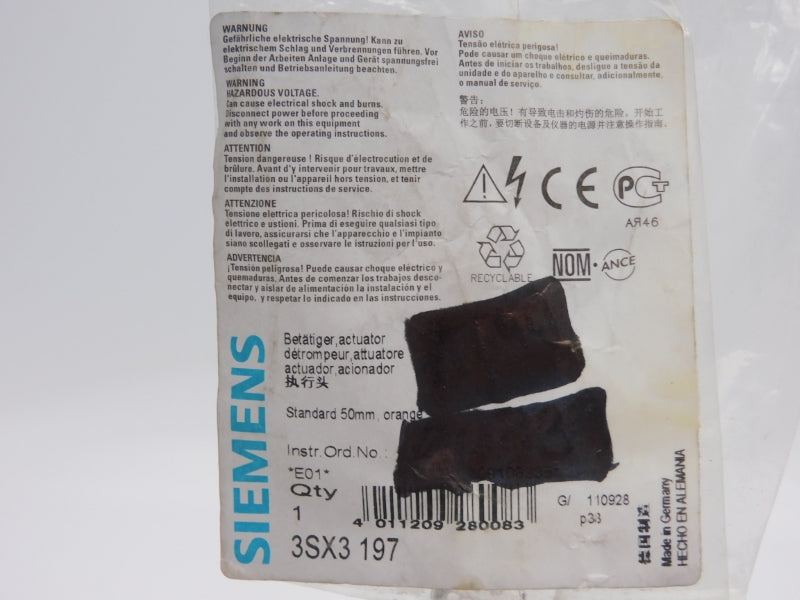 WARNUNG
Gefährliche elektrische Spannung! Kann zu
elektrischem Schlag und Verbrennungen führen. Vor
Beginn der Arbeiten Anlage und Gerät spannungsfrei
schalten und Betriebsanleitung beachten.
WARNING
HAZARDOUS VOLTAGE.
Can cause electrical shock and burns.
Disconnect power before proceeding
with any work on this equipment
and observe the operating instructions.
ATTENTION
Tension dangereuse ! Risque d'électrocution et de
brûlure. Avant d'y intervenir pour travaux, mettre
l'installation ou l'appareil hors tension, et tenir
compte des instructions de service.
ATTENZIONE
Tensione elettrica pericolosa! Rischio di shock
elettrico e ustioni. Prima di eseguire qualsiasi tipo
di lavoro, assicurarsi che l'apparecchio e l'impianto
siano scollegati e osservare le istruzioni per l'uso.
ADVERTENCIA
¡Tensión peligrosa! Puede causar choque eléctrico y
quemaduras. Antes de comenzar los trabajos desco-
nectar y aislar de alimentación la instalación y el
equipo, y respetar lo indicado en las instrucciones.
AVISO
Tensão elétrica perigosa!
Pode causar um choque elétrico e queimaduras.
Antes de iniciar os trabalhos, desligue a tensão da
unidade e do aparelho e consultar, adicionalmente,
o manual de serviço.
警告:
危险的电压!有导致电击和灼伤的危险。开始工
作之前,要切断设备及仪器的电源并注意操作指南.
CE PCT
АЯ46
RECYCLABLE
NOM · ANCE
SIEMENS
Betätiger,actuator
détrompeur,attuatore
actuador,acionador
执行头
Standard 50mm, orange
Instr.Ord.No.:
*E01*
Qty
1
4 011209 280083
G/ 110928
p33
3SX3 197
德国制造
Made in Germany
HECHO EN ALEMANIA